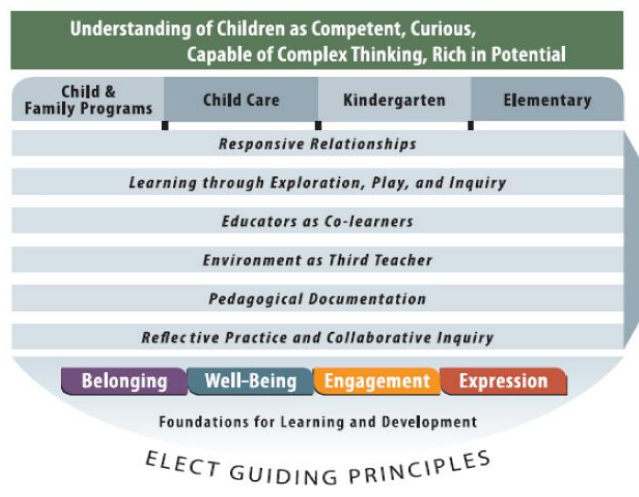 Understanding of Children as Competent, Curious,
Capable of Complex Thinking, Rich in Potential
Child &
Family Programs
Child Care
Kindergarten
Elementary
Responsive Relationships
Learning through Exploration, Play, and Inquiry
Educators as Co-learners
Environment as Third Teacher
Pedagogical Documentation
Reflective Practice and Collaborative Inquiry
Belonging
Well-Being
Engagement
Expression
Foundations for Learning and Development
ELECT GUIDING PRINCIPLES